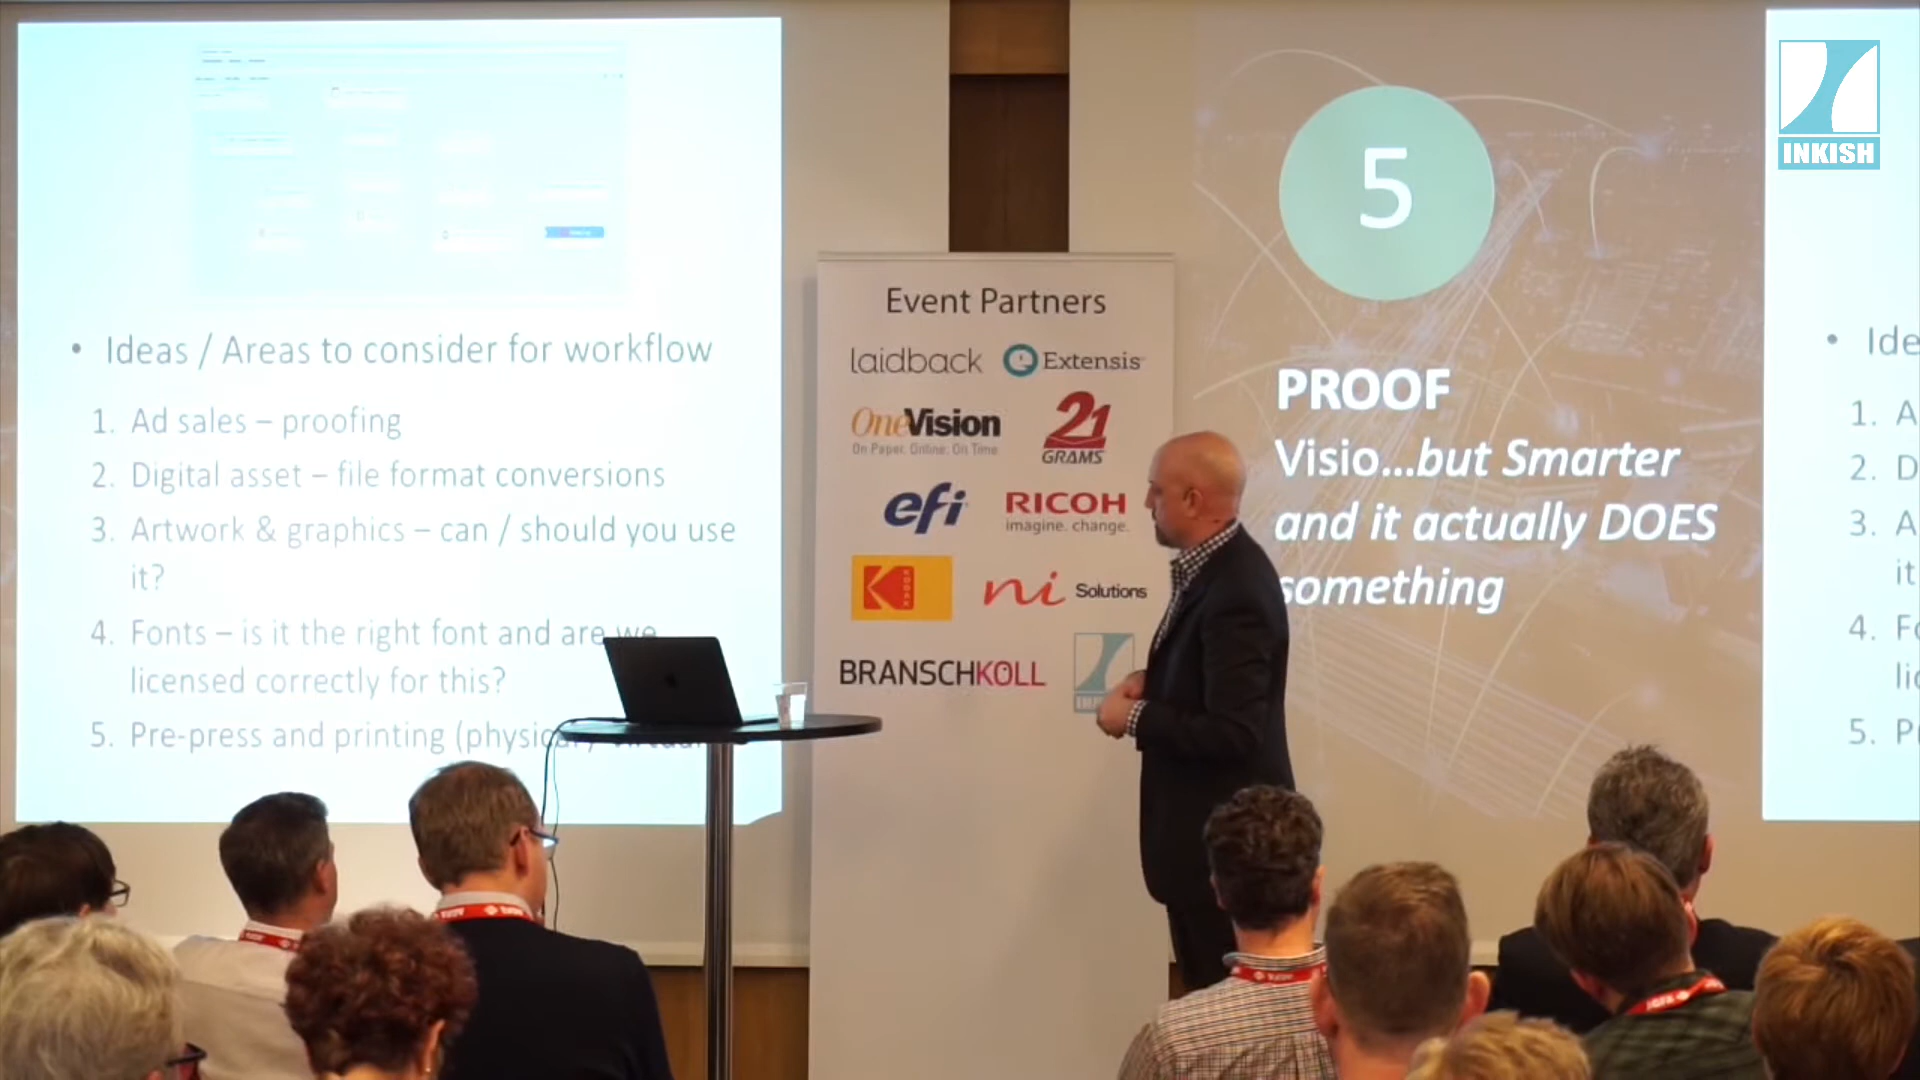 • Ideas / Areas to consider for workflow
1. Ad sales – proofing
2. Digital asset – file format conversions
3. Artwork & graphics – can / should you use
it?
4. Fonts – is it the right font and are we
licensed correctly for this?
5. Pre-press and printing
Event Partners
laidback
Extensis
OneVision
On Paper. Online. On Time
21
GRAMS
efi
RICOH
imagine. change.
K
KODAK
ni Solutions
BRANSCHKOLL
5
PROOF
Visio...but Smarter
and it actually DOES
something
INKISH
• Ide
1. A
2. D
3. A
it
4. Fo
lic
5. P